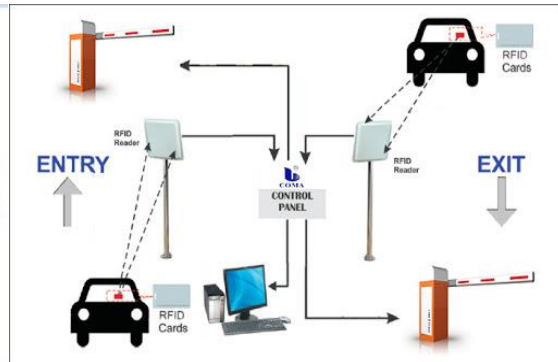 RFID
Cards
RFID
Reader
RFID
Reader
ENTRY
EXIT
COMA
CONTROL
PANEL
RFID
Cards